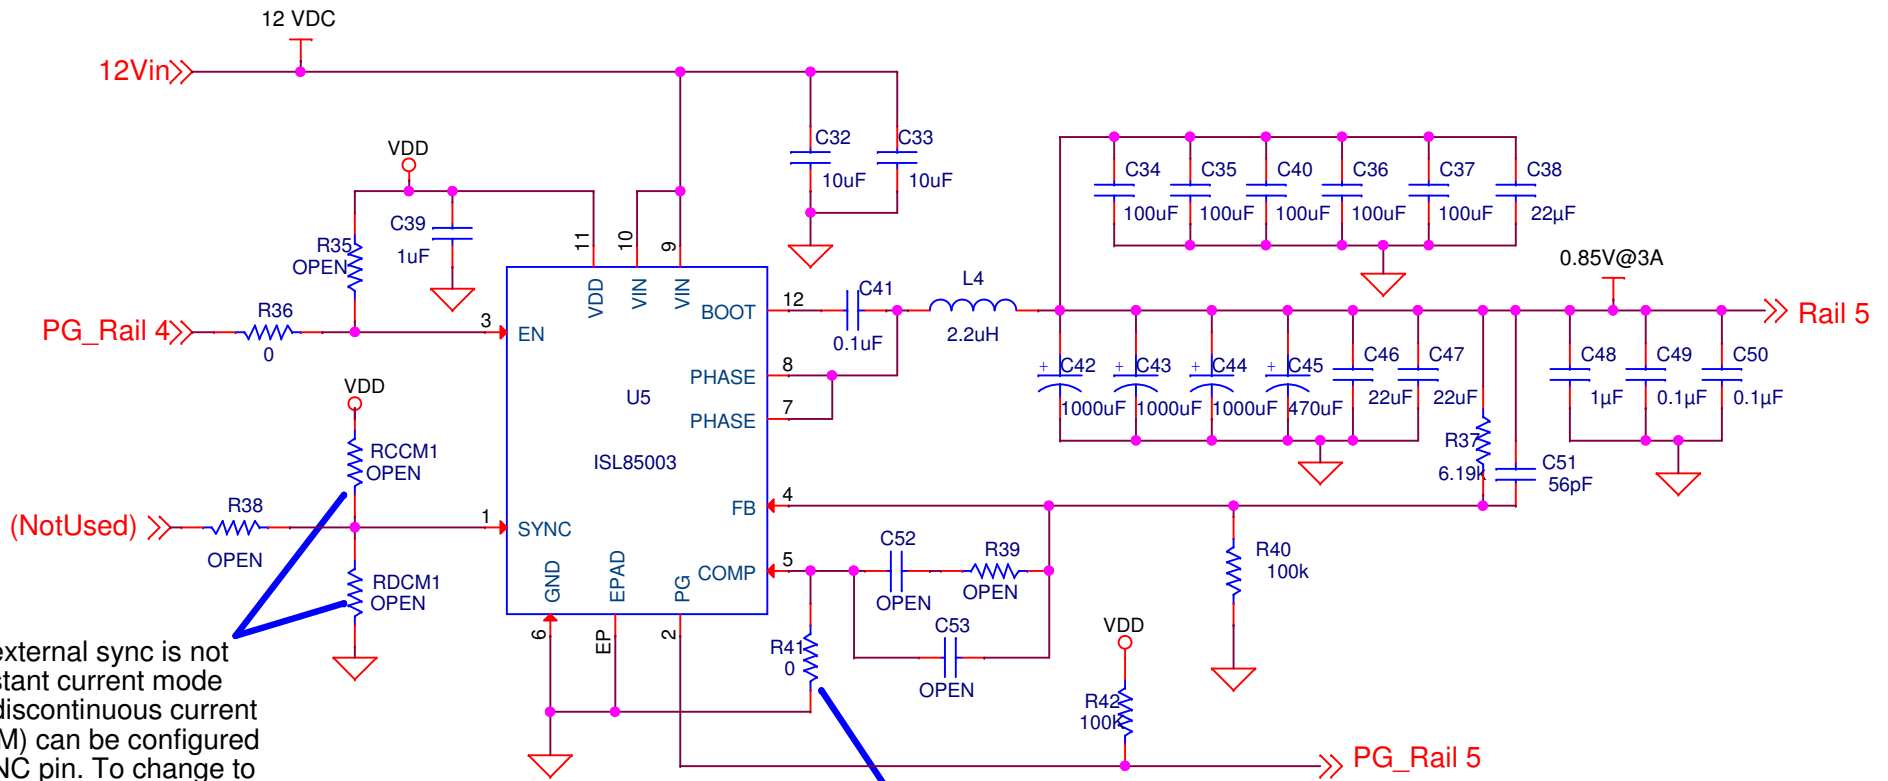 12 VDC
12Vin
VDD
C32
10uF
C33
10uF
C34
100uF
C35
100uF
C40
100uF
C36
100uF
C37
100uF
C38
22µF
R35
OPEN
C39
1uF
11
10
9
0.85V@3A
PG_Rail 4
R36
0
3
EN
VDD
VIN
VIN
BOOT
12
C41
0.1uF
L4
2.2uH
Rail 5
PHASE
8
PHASE
7
U5
ISL85003
+
C42
1000uF
+
C43
1000uF
+
C44
1000uF
+
C45
470uF
C46
22uF
C47
22uF
C48
1µF
C49
0.1µF
C50
0.1µF
R37
6.19k
C51
56pF
VDD
RCCM1
OPEN
(NotUsed)
R38
OPEN
1
SYNC
FB
4
COMP
5
C52
OPEN
R39
OPEN
C53
OPEN
R40
100k
RDCM1
OPEN
GND
EPAD
PG
6
EP
2
R41
0
VDD
R42
100K
PG_Rail 5
external sync is not
stant current mode
discontinuous current
M) can be configured
NC pin. To change to